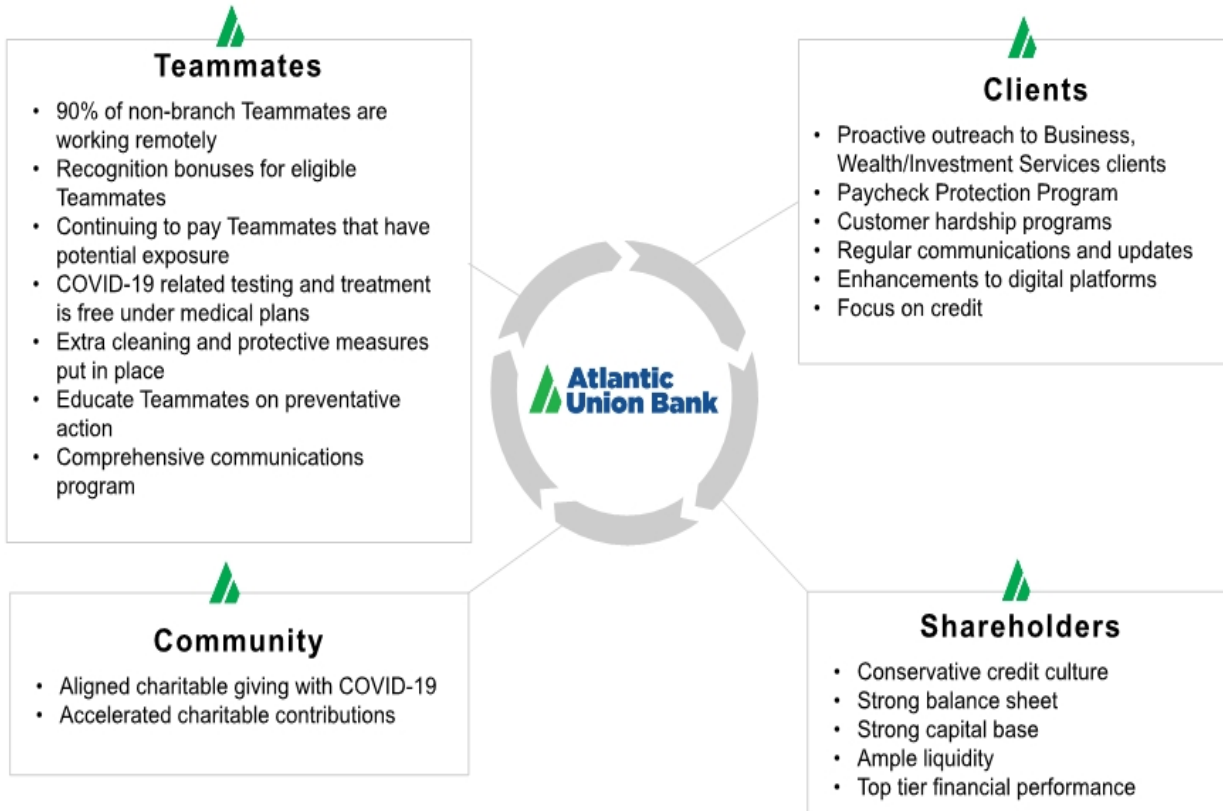 Teammates
• 90% of non-branch Teammates are
working remotely
• Recognition bonuses for eligible
Teammates
• Continuing to pay Teammates that have
potential exposure
• COVID-19 related testing and treatment
is free under medical plans
• Extra cleaning and protective measures
put in place
• Educate Teammates on preventative
action
• Comprehensive communications
program
Clients
• Proactive outreach to Business,
Wealth/Investment Services clients
• Paycheck Protection Program
• Customer hardship programs
• Regular communications and updates
• Enhancements to digital platforms
• Focus on credit
Atlantic
Union Bank
Community
• Aligned charitable giving with COVID-19
• Accelerated charitable contributions
Shareholders
• Conservative credit culture
• Strong balance sheet
• Strong capital base
• Ample liquidity
• Top tier financial performance